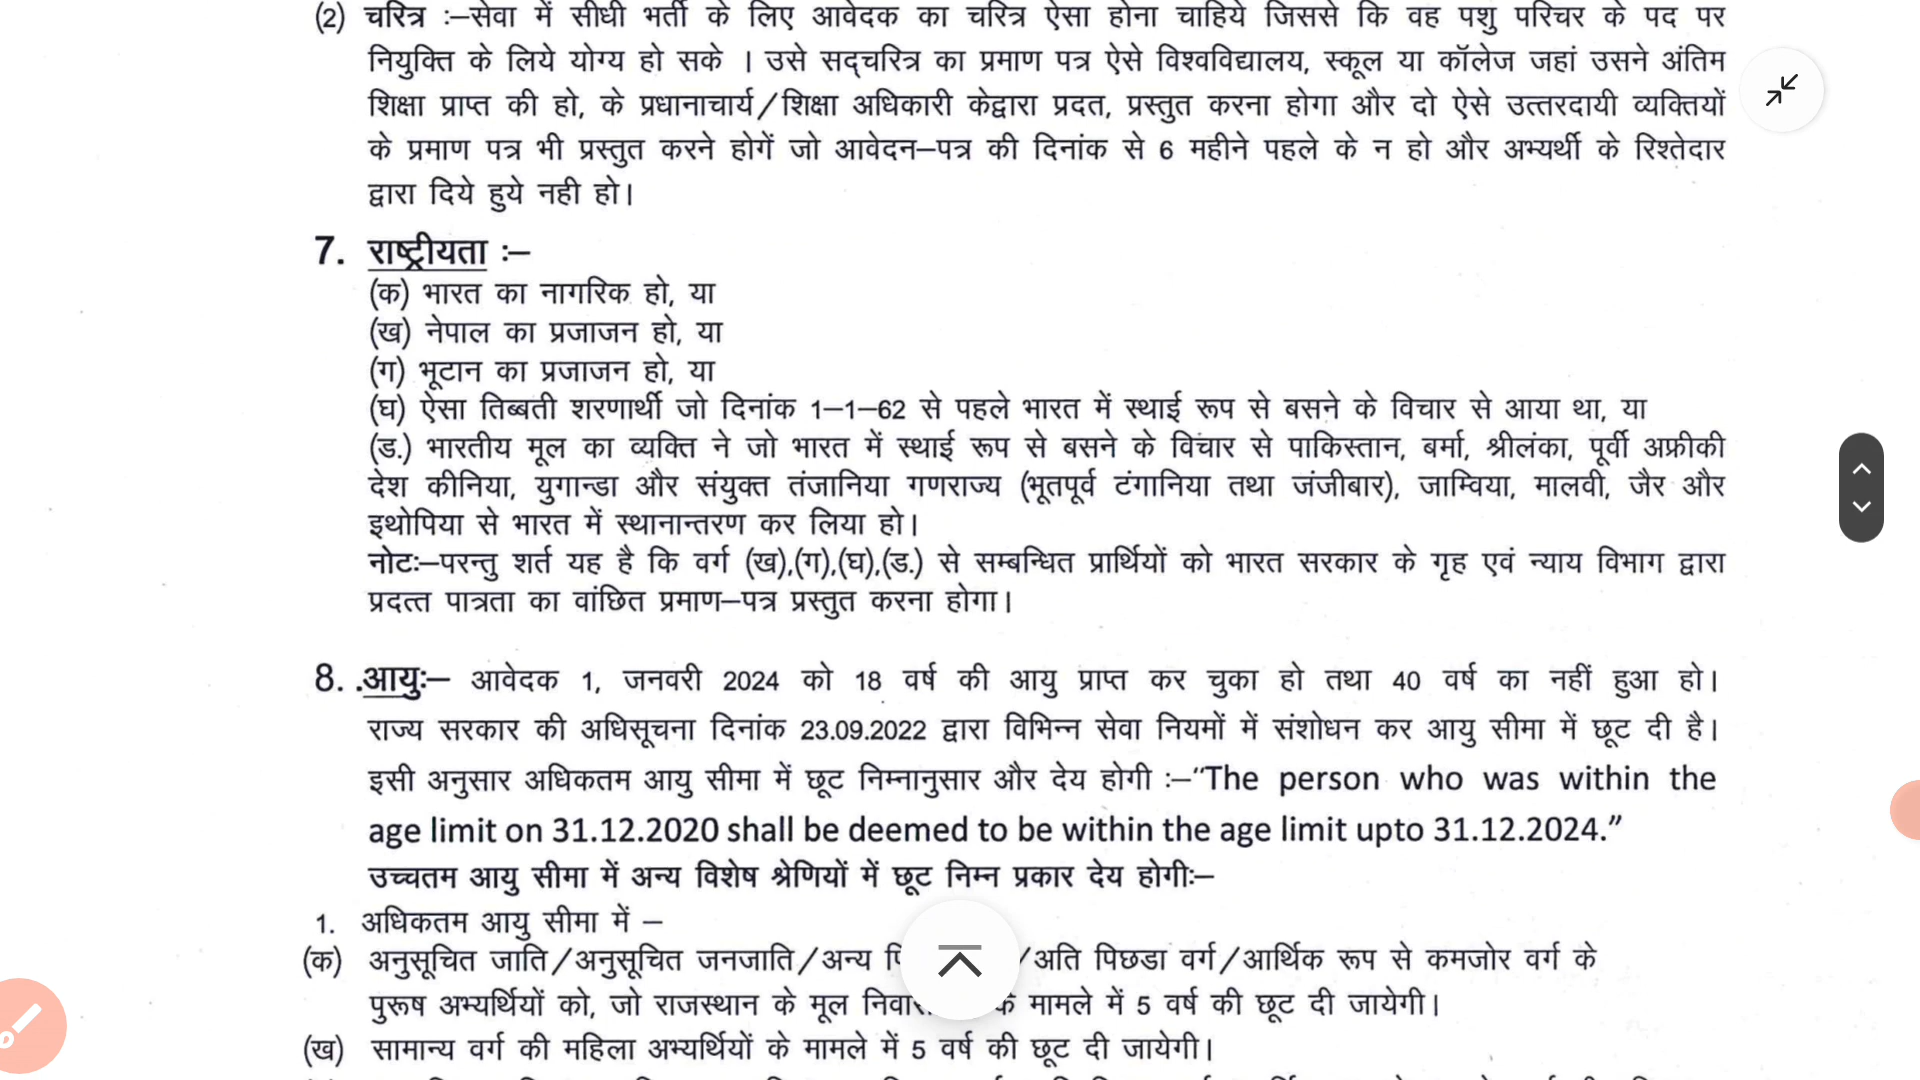 (2) चरित्र :–सेवा में सीधी भर्ती के लिए आवेदक का चरित्र ऐसा होना चाहिये जिससे कि वह पशु परिचर के पद पर
नियुक्ति के लिये योग्य हो सके । उसे सद्चरित्र का प्रमाण पत्र ऐसे विश्वविद्यालय, स्कूल या कॉलेज जहां उसने अंतिम
शिक्षा प्राप्त की हो, के प्रधानाचार्य/शिक्षा अधिकारी केद्वारा प्रदत, प्रस्तुत करना होगा और दो ऐसे उत्तरदायी व्यक्तियों
के प्रमाण पत्र भी प्रस्तुत करने होगें जो आवेदन–पत्र की दिनांक से 6 महीने पहले के न हो और अभ्यर्थी के रिश्तेदार
द्वारा दिये हुये नही हो।
7. राष्ट्रीयता :–
(क) भारत का नागरिक हो, या
(ख) नेपाल का प्रजाजन हो, या
(ग) भूटान का प्रजाजन हो, या
(घ) ऐसा तिब्बती शरणार्थी जो दिनांक 1–1–62 से पहले भारत में स्थाई रूप से बसने के विचार से आया था, या
(ड.) भारतीय मूल का व्यक्ति ने जो भारत में स्थाई रूप से बसने के विचार से पाकिस्तान, बर्मा, श्रीलंका, पूर्वी अफ्रीकी
देश कीनिया, युगान्डा और संयुक्त तंजानिया गणराज्य (भूतपूर्व टंगानिया तथा जंजीबार), जाम्विया, मालवी, जैर और
इथोपिया से भारत में स्थानान्तरण कर लिया हो।
नोटः–परन्तु शर्त यह है कि वर्ग (ख),(ग),(घ),(ड.) से सम्बन्धित प्रार्थियों को भारत सरकार के गृह एवं न्याय विभाग द्वारा
प्रदत्त पात्रता का वांछित प्रमाण–पत्र प्रस्तुत करना होगा।
8. .आयुः– आवेदक 1, जनवरी 2024 को 18 वर्ष की आयु प्राप्त कर चुका हो तथा 40 वर्ष का नहीं हुआ हो।
राज्य सरकार की अधिसूचना दिनांक 23.09.2022 द्वारा विभिन्न सेवा नियमों में संशोधन कर आयु सीमा में छूट दी है।
इसी अनुसार अधिकतम आयु सीमा में छूट निम्नानुसार और देय होगी :–“The person who was within the
age limit on 31.12.2020 shall be deemed to be within the age limit upto 31.12.2024.”
उच्चतम आयु सीमा में अन्य विशेष श्रेणियों में छूट निम्न प्रकार देय होगीः–
1. अधिकतम आयु सीमा में –
(क) अनुसूचित जाति/अनुसूचित जनजाति/अन्य /अति पिछडा वर्ग/आर्थिक रूप से कमजोर वर्ग के
पुरूष अभ्यर्थियों को, जो राजस्थान के मूल के मामले में 5 वर्ष की छूट दी जायेगी।
(ख) सामान्य वर्ग की महिला अभ्यर्थियों के मामले में 5 वर्ष की छूट दी जायेगी।